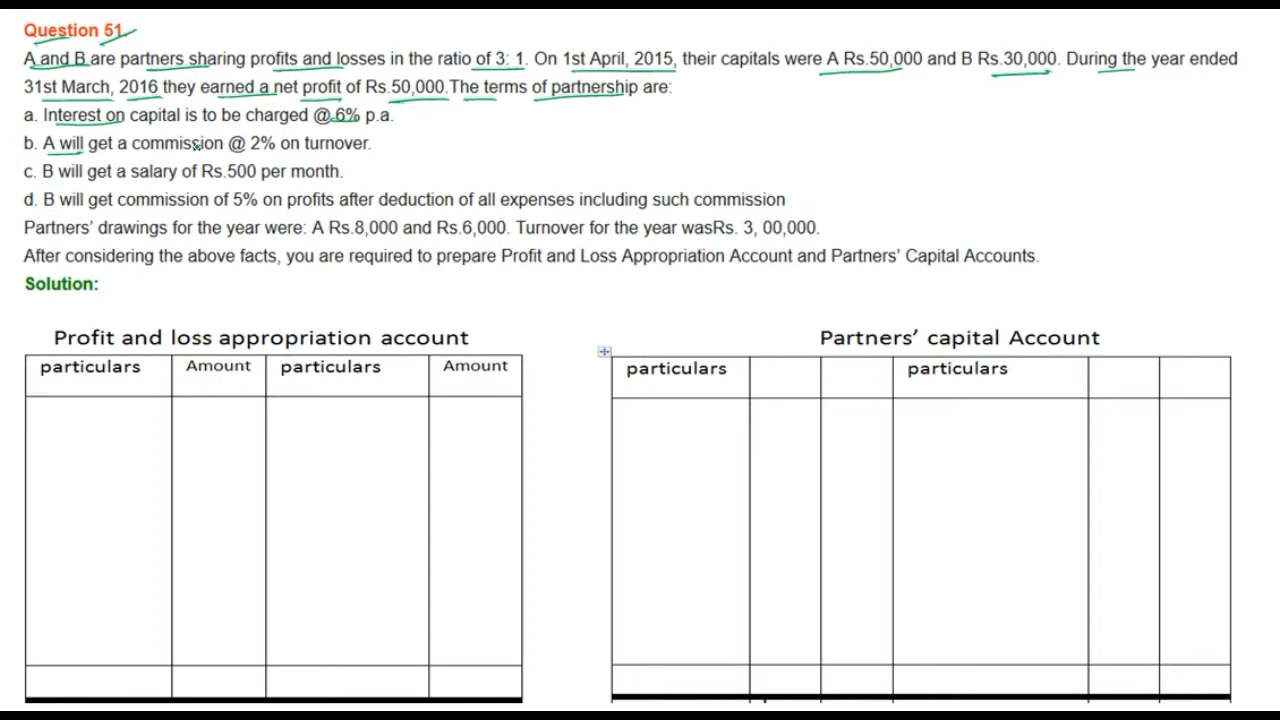 Question 51.
A and B are partners sharing profits and losses in the ratio of 3: 1. On 1st April, 2015, their capitals were A Rs.50,000 and B Rs.30,000. During the year ended
31st March, 2016 they earned a net profit of Rs.50,000.The terms of partnership are:
a. Interest on capital is to be charged @ 6% p.a.
b. A will get a commission @ 2% on turnover.
c. B will get a salary of Rs.500 per month.
d. B will get commission of 5% on profits after deduction of all expenses including such commission
Partners' drawings for the year were: A Rs.8,000 and Rs.6,000. Turnover for the year wasRs. 3, 00,000.
After considering the above facts, you are required to prepare Profit and Loss Appropriation Account and Partners' Capital Accounts.
Solution:
Profit and loss appropriation account
particulars Amount particulars Amount
Partners' capital Account
particulars particulars